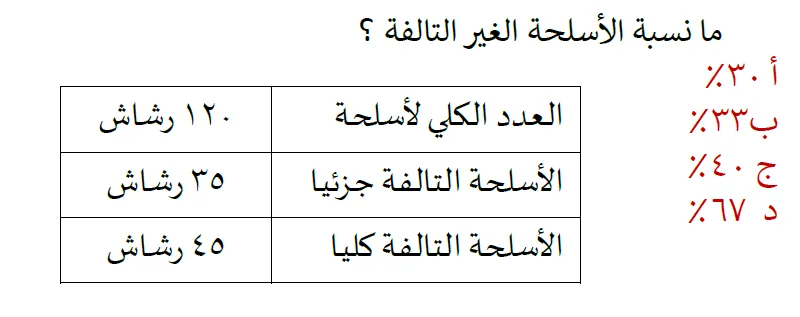 ما نسبة الأسلحة الغير التالفة ؟
أ ٣٠٪
ب ٣٣٪
ج ٤٠٪
د ٦٧٪
العدد الكلي لأسلحة ١٢٠ رشاش
الأسلحة التالفة جزئيا ٣٥ رشاش
الأسلحة التالفة كليا ٤٥ رشاش